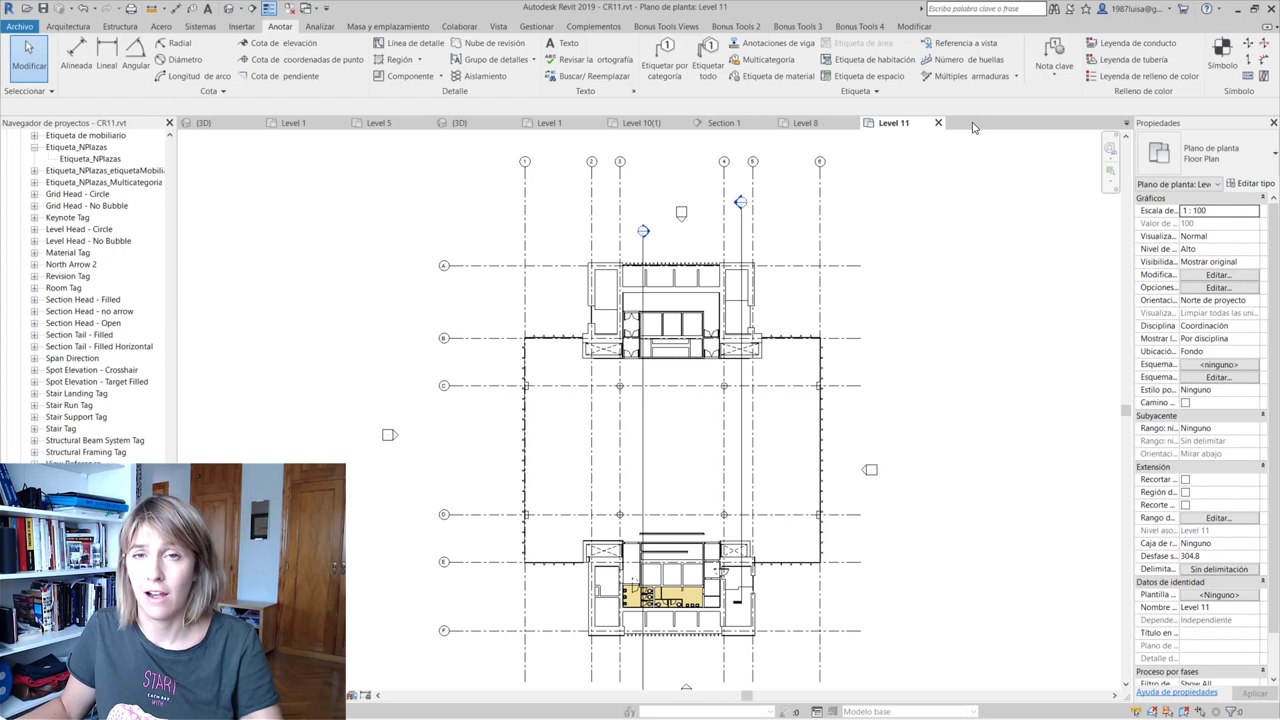 Autodesk Revit 2023 - CR11.rvt - Plano de planta: Level 11
Escriba palabra clave o frase
1987luisa@g...
Archivo Arquitectura Estructura Acero Sistemas Insertar Anotar Analizar Masa y emplazamiento Colaborar Vista Gestionar Complementos Bonus Tools Views Bonus Tools 2 Bonus Tools 3 Bonus Tools 4 Modificar
Modificar
Alineada Lineal Angular
Radial
Diámetro
Longitud de arco
Cota de elevación
Cota de coordenadas de punto
Cota de pendiente
Línea de detalle
Región
Componente
Nube de revisión
Grupo de detalles
Aislamiento
Texto
Revisar la ortografía
Buscar/ Reemplazar
Etiquetar por categoría
Etiquetar todo
Anotaciones de viga
Multicategoría
Etiqueta de material
Etiqueta de área
Etiqueta de habitación
Etiqueta de espacio
Referencia a vista
Número de huellas
Múltiples armaduras
Nota clave
Leyenda de conducto
Leyenda de tubería
Leyenda de relleno de color
Símbolo
Seleccionar Cota Detalle Texto Etiqueta Relleno de color Símbolo
Navegador de proyectos - CR11.rvt
{3D} Level 1 Level 5 {3D} Level 1 Level 10(1) Section 1 Level 8 Level 11
Etiqueta de mobiliario
Etiqueta_NPlazas
Etiqueta_NPlazas
Etiqueta_NPlazas_etiquetaMobili
Etiqueta_NPlazas_Multicategoria
Grid Head - Circle
Grid Head - No Bubble
Keynote Tag
Level Head - Circle
Level Head - No Bubble
Material Tag
North Arrow 2
Revision Tag
Room Tag
Section Head - Filled
Section Head - no arrow
Section Head - Open
Section Tail - Filled
Section Tail - Filled Horizontal
Span Direction
Spot Elevation - Crosshair
Spot Elevation - Target Filled
Stair Landing Tag
Stair Run Tag
Stair Support Tag
Stair Tag
Structural Beam System Tag
Structural Framing Tag
View Reference
1 2 3 4 5 6
A
B
C
D
E
F
START
EACH DAY
WITH
Propiedades
Plano de planta
Floor Plan
Plano de planta: Leve
Editar tipo
Gráficos
Escala de... 1 : 100
Valor de ... 100
Visualiza... Normal
Nivel de ... Alto
Visibilida... Mostrar original
Modifica... Editar...
Opciones... Editar...
Orientaci... Norte de proyecto
Visualiza... Limpiar todas las uni...
Disciplina Coordinación
Mostrar l... Por disciplina
Ubicació... Fondo
Esquema... <ninguno>
Esquema... Editar...
Estilo po... Ninguno
Camino ...
Subyacente
Rango: ni... Ninguno
Rango: ni... Sin delimitar
Orientaci... Mirar abajo
Extensión
Recortar ...
Región d...
Recorte ...
Rango d... Editar...
Nivel aso... Level 11
Caja de r... Ninguno
Desfase s... 304.8
Delimita... Sin delimitación
Datos de identidad
Plantilla ... <Ninguno>
Nombre ... Level 11
Depende... Independiente
Título en...
Plano de...
Detalle d...
Proceso por fases
Filtro de... Show All
Ayuda de propiedades
Aplicar
:0 Modelo base :0